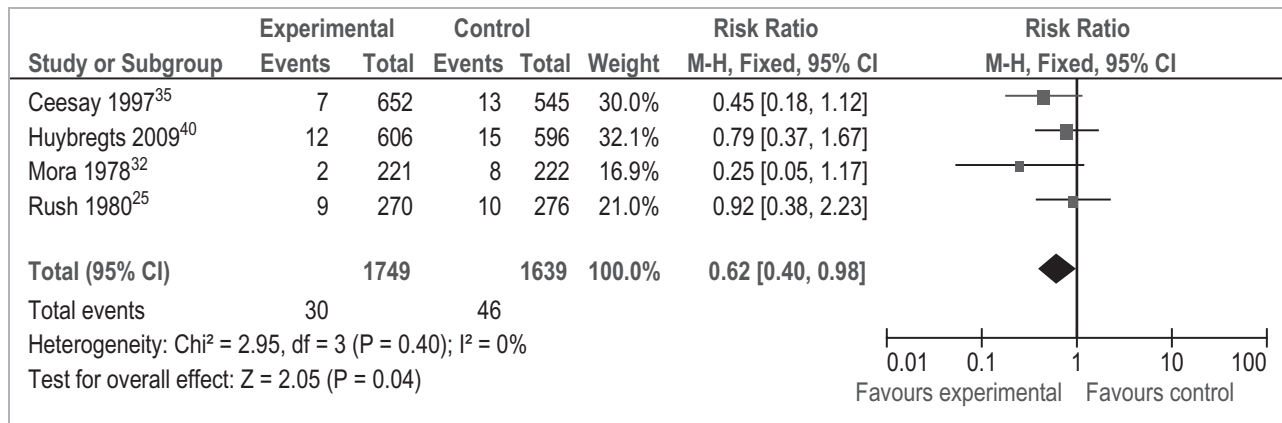 Experimental Control Risk Ratio Risk Ratio
Study or Subgroup Events Total Events Total Weight M-H, Fixed, 95% CI M-H, Fixed, 95% CI
Ceesay 1997³⁵ 7 652 13 545 30.0% 0.45 [0.18, 1.12]
Huybregts 2009⁴⁰ 12 606 15 596 32.1% 0.79 [0.37, 1.67]
Mora 1978³² 2 221 8 222 16.9% 0.25 [0.05, 1.17]
Rush 1980²⁵ 9 270 10 276 21.0% 0.92 [0.38, 2.23]
Total (95% CI) 1749 1639 100.0% 0.62 [0.40, 0.98]
Total events 30 46
Heterogeneity: Chi² = 2.95, df = 3 (P = 0.40); I² = 0%
Test for overall effect: Z = 2.05 (P = 0.04)
0.01 0.1 1 10 100
Favours experimental Favours control